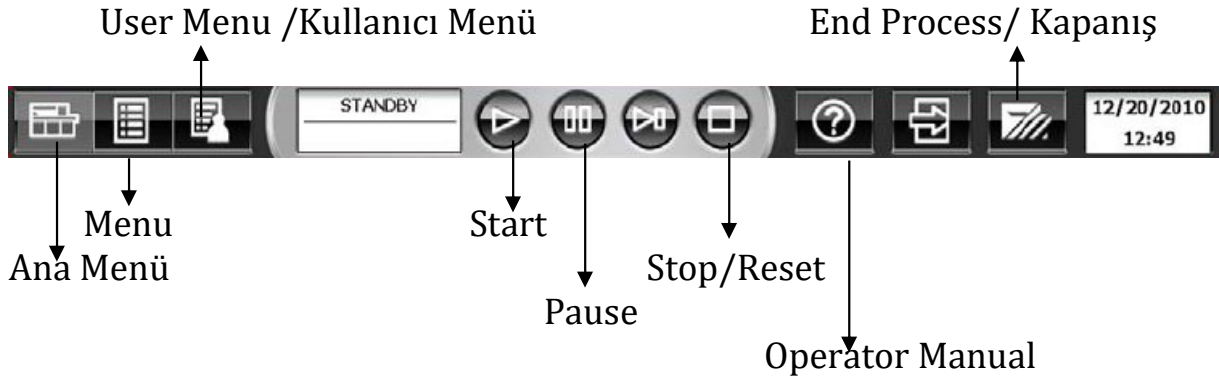 User Menu /Kullanıcı Menü
End Process/ Kapanış
STANDBY
12/20/2010
12:49
Menu
Start
Ana Menü
Stop/Reset
Pause
Operator Manual